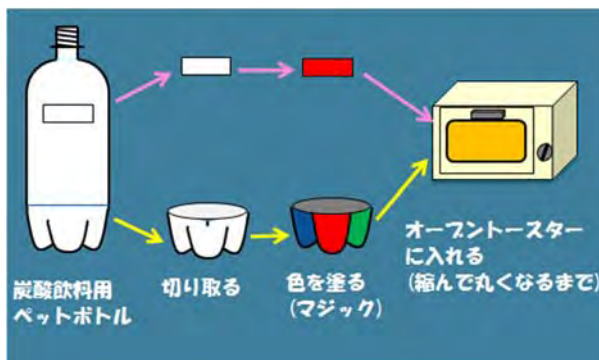 炭酸飲料用
ペットボトル
切り取る
色を塗る
(マジック)
オーブントースター
に入れる
(縮んで丸くなるまで)